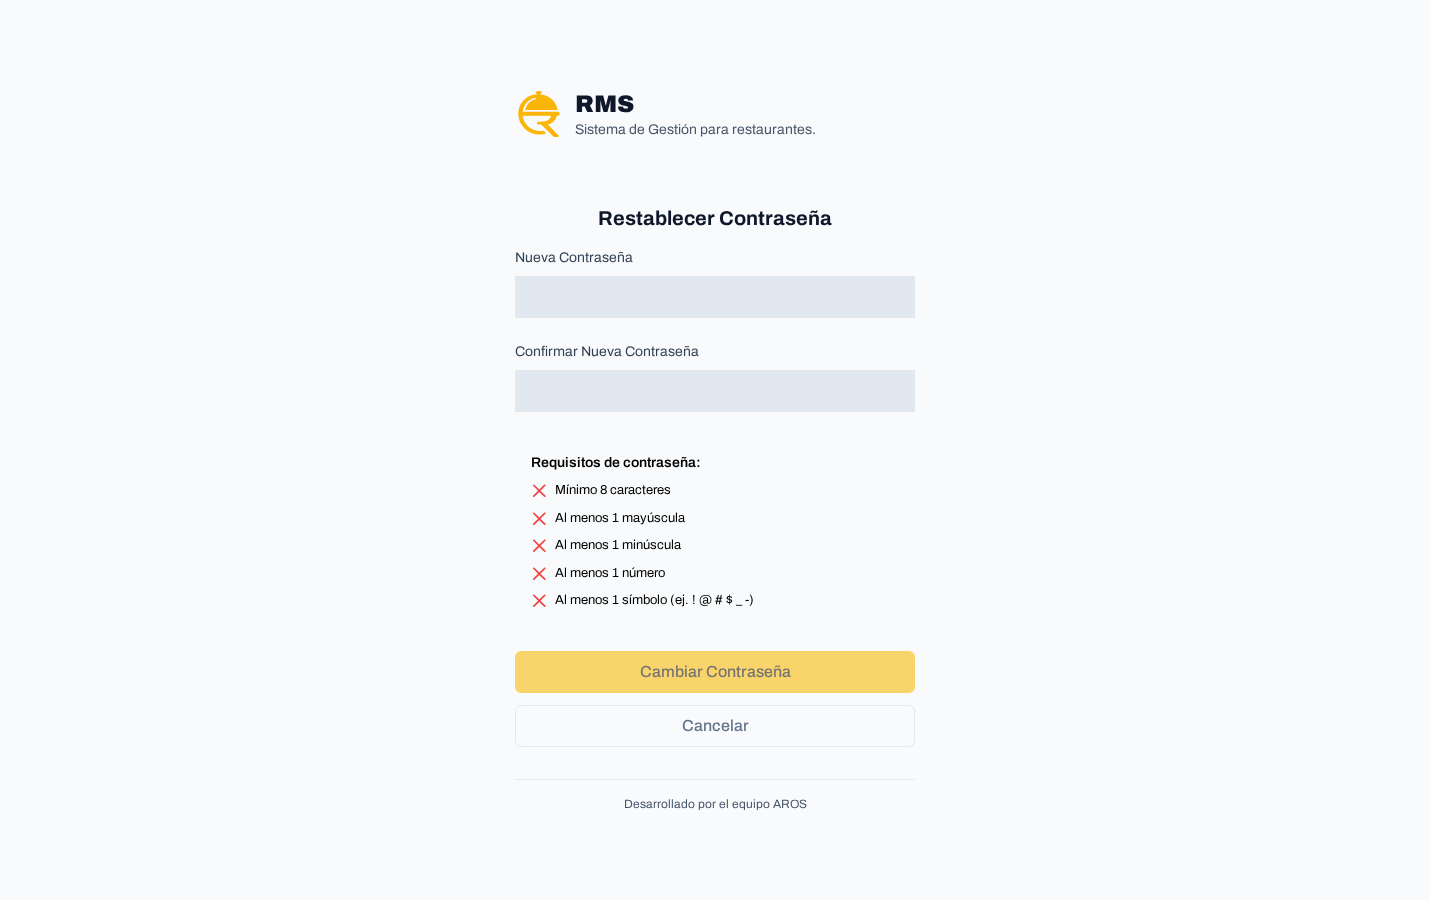 RMS
Sistema de Gestión para restaurantes.
Restablecer Contraseña
Nueva Contraseña
Confirmar Nueva Contraseña
Requisitos de contraseña:
Mínimo 8 caracteres
Al menos 1 mayúscula
Al menos 1 minúscula
Al menos 1 número
Al menos 1 símbolo (ej. ! @ # $ _ -)
Cambiar Contraseña
Cancelar
Desarrollado por el equipo AROS